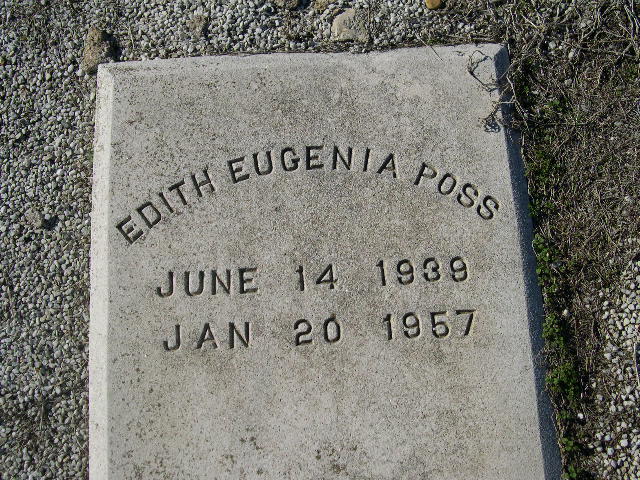 EDITH EUGENIA POSS
JUNE 14 1939
JAN 20 1957